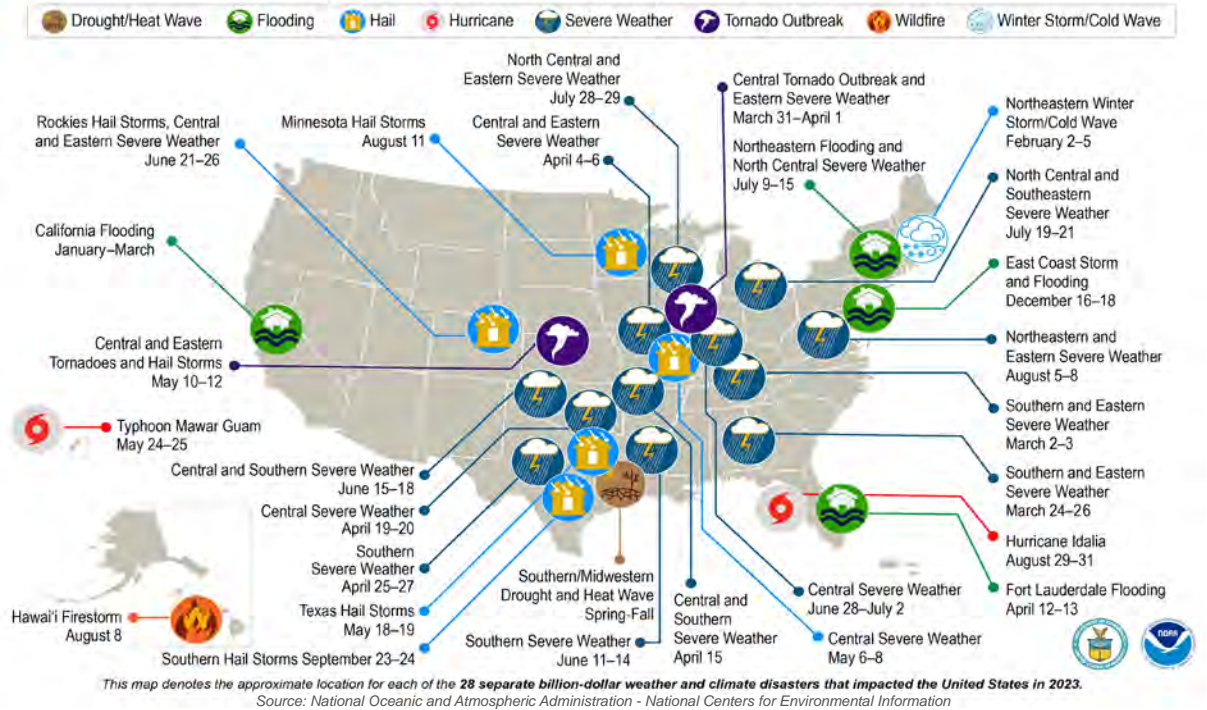 Drought/Heat Wave
Flooding
Hail
Hurricane
Severe Weather
Tornado Outbreak
Wildfire
Winter Storm/Cold Wave
North Central and
Eastern Severe Weather
July 28–29
Central Tornado Outbreak and
Eastern Severe Weather
March 31–April 1
Northeastern Winter
Storm/Cold Wave
February 2–5
Rockies Hail Storms, Central
and Eastern Severe Weather
June 21–26
Minnesota Hail Storms
August 11
Central and Eastern
Severe Weather
April 4–6
Northeastern Flooding and
North Central Severe Weather
July 9–15
North Central and
Southeastern
Severe Weather
July 19–21
California Flooding
January–March
East Coast Storm
and Flooding
December 16–18
Central and Eastern
Tornadoes and Hail Storms
May 10–12
Northeastern and
Eastern Severe Weather
August 5–8
Typhoon Mawar Guam
May 24–25
Southern and Eastern
Severe Weather
March 2–3
Central and Southern Severe Weather
June 15–18
Southern and Eastern
Severe Weather
March 24–26
Central Severe Weather
April 19–20
Southern
Severe Weather
April 25–27
Hurricane Idalia
August 29–31
Texas Hail Storms
May 18–19
Southern/Midwestern
Drought and Heat Wave
Spring-Fall
Central and
Southern
Severe Weather
April 15
Central Severe Weather
June 28–July 2
Fort Lauderdale Flooding
April 12–13
Hawai'i Firestorm
August 8
Southern Hail Storms September 23–24
Southern Severe Weather
June 11–14
Central Severe Weather
May 6–8
NOAA
This map denotes the approximate location for each of the 28 separate billion-dollar weather and climate disasters that impacted the United States in 2023.
Source: National Oceanic and Atmospheric Administration - National Centers for Environmental Information